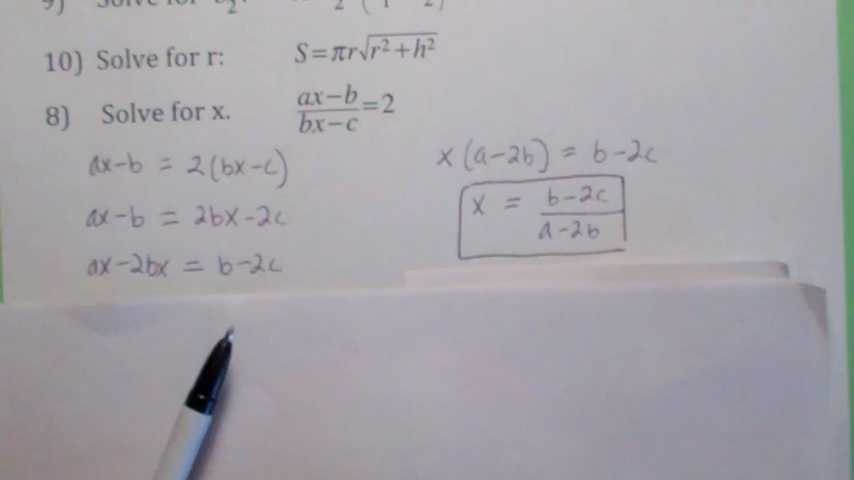 10) Solve for r: S=πr√r²+h²
8) Solve for x. ax−b/bx−c=2
ax-b = 2(bx-c)
ax-b = 2bx-2c
ax-2bx = b-2c
x(a-2b) = b-2c
x = b-2c/a-2b